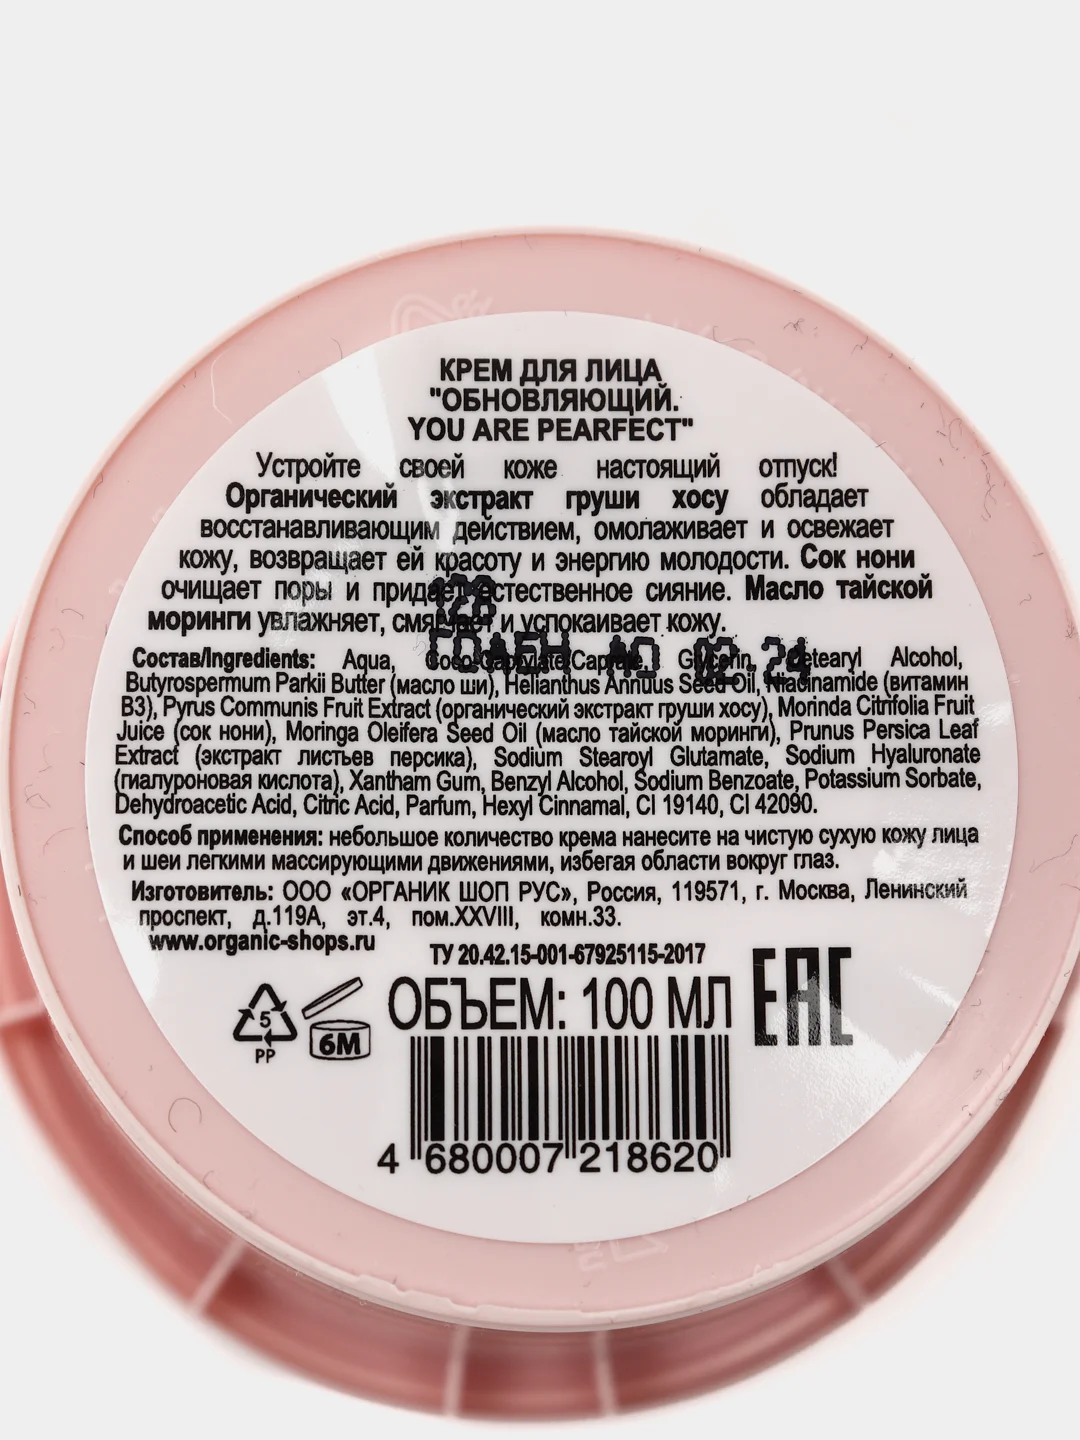 КРЕМ ДЛЯ ЛИЦА
"ОБНОВЛЯЮЩИЙ.
YOU ARE PEARFECT"
Устройте своей коже настоящий отпуск!
Органический экстракт груши хосу обладает
восстанавливающим действием, омолаживает и освежает
кожу, возвращает ей красоту и энергию молодости. Сок нони
очищает поры и придает естественное сияние. Масло тайской
моринги увлажняет, смягчает и успокаивает кожу.
128
ГОДЕН ДО 02.24
Состав/Ingredients: Aqua, Coco-Caprylate/Caprate, Glycerin, Cetearyl Alcohol,
Butyrospermum Parkii Butter (масло ши), Helianthus Annuus Seed Oil, Niacinamide (витамин
B3), Pyrus Communis Fruit Extract (органический экстракт груши хосу), Morinda Citrifolia Fruit
Juice (сок нони), Moringa Oleifera Seed Oil (масло тайской моринги), Prunus Persica Leaf
Extract (экстракт листьев персика), Sodium Stearoyl Glutamate, Sodium Hyaluronate
(гиалуроновая кислота), Xantham Gum, Benzyl Alcohol, Sodium Benzoate, Potassium Sorbate,
Dehydroacetic Acid, Citric Acid, Parfum, Hexyl Cinnamal, CI 19140, CI 42090.
Способ применения: небольшое количество крема нанесите на чистую сухую кожу лица
и шеи легкими массирующими движениями, избегая области вокруг глаз.
Изготовитель: ООО «ОРГАНИК ШОП РУС», Россия, 119571, г. Москва, Ленинский
проспект, д.119А, эт.4, пом.XXVIII, комн.33.
www.organic-shops.ru
ТУ 20.42.15-001-67925115-2017
5
PP
6M
ОБЪЕМ: 100 МЛ
EAC
4 680007 218620